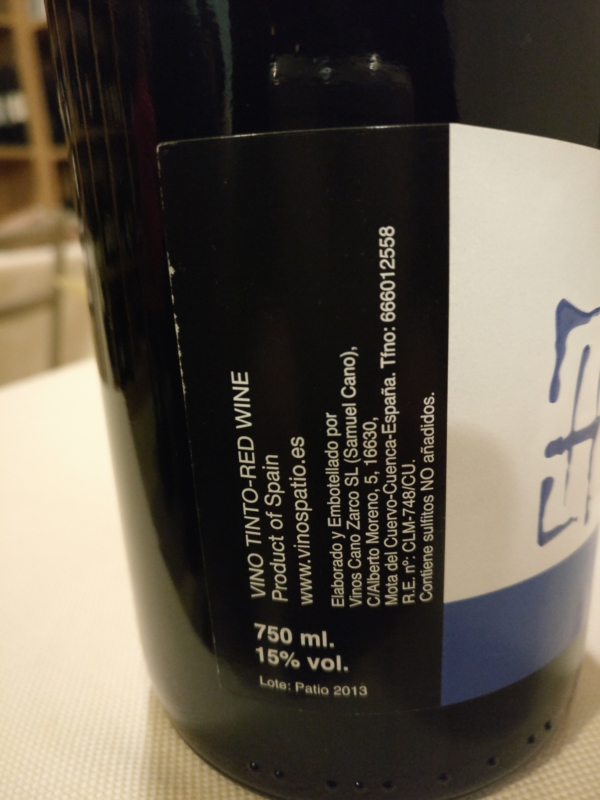 VINO TINTO-RED WINE
Product of Spain
www.vinospatio.es
Elaborado y Embotellado por
Vinos Cano Zarco SL (Samuel Cano),
C/Alberto Moreno, 5, 16630,
Mota del Cuervo-Cuenca-España. Tfno: 666012558
R.E. nº: CLM-748/CU.
Contiene sulfitos NO añadidos.
750 ml.
15% vol.
Lote: Patio 2013